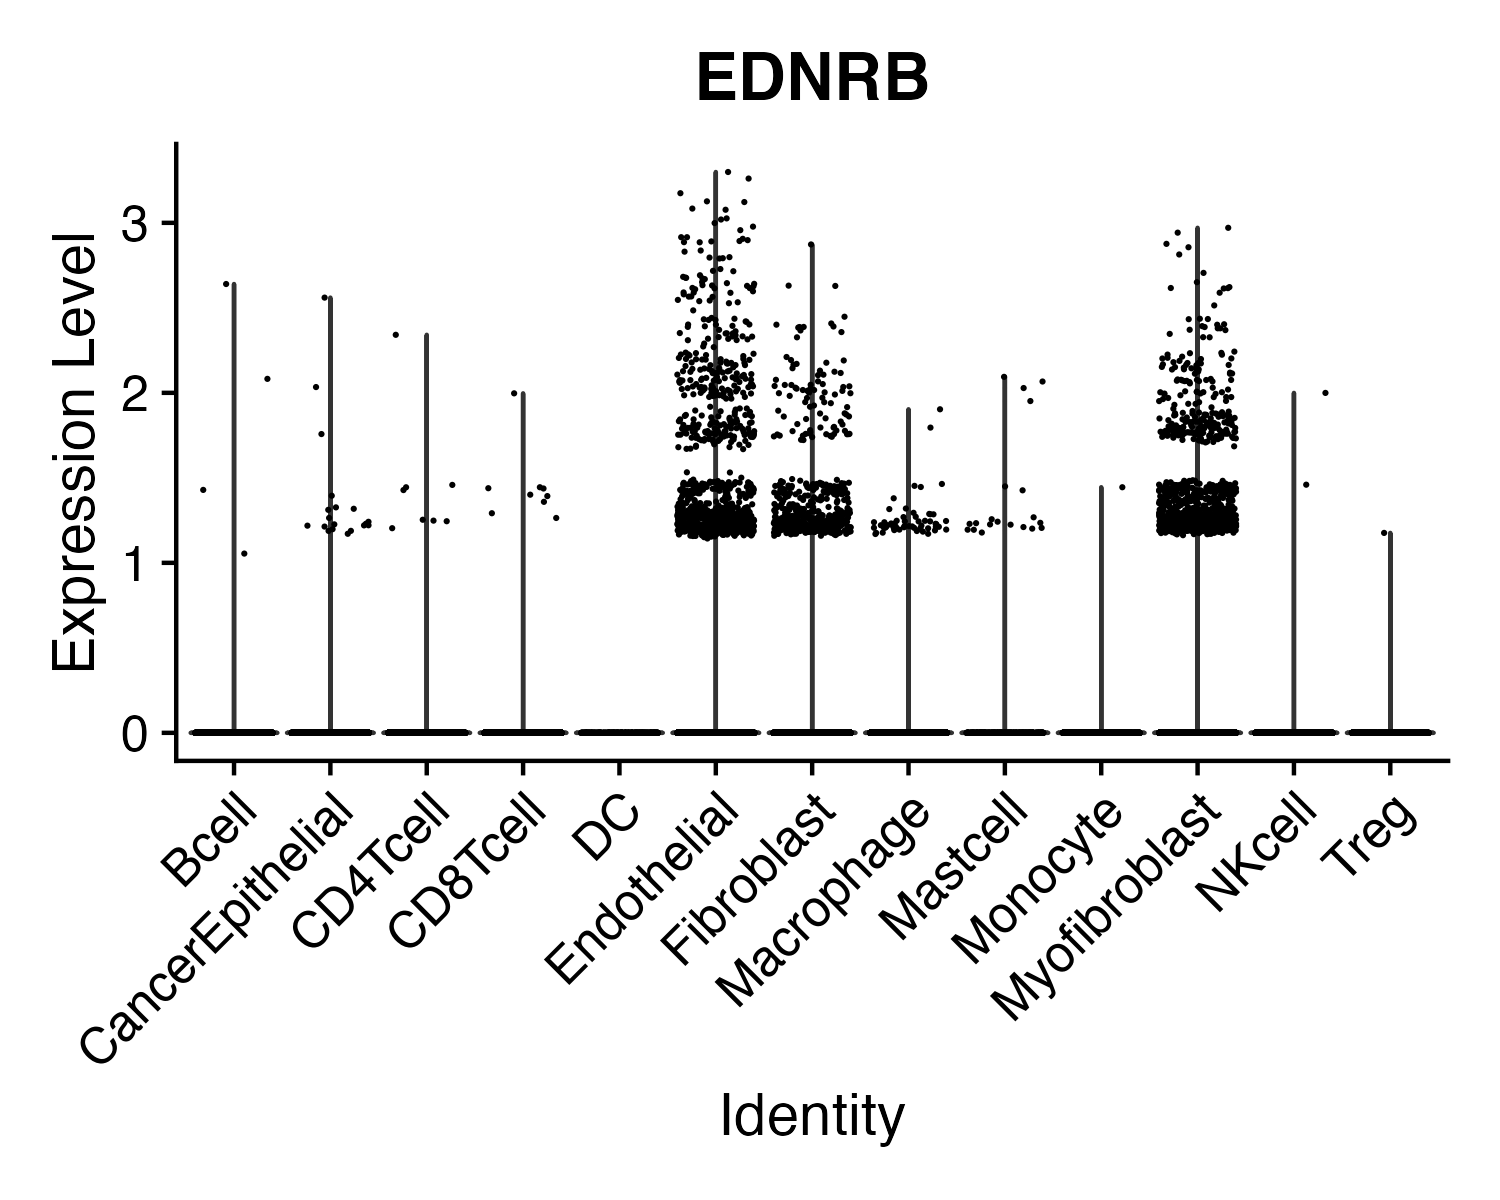 EDNRB
Expression Level
3
2
1
0
Bcell
CancerEpithelial
CD4Tcell
CD8Tcell
DC
Endothelial
Fibroblast
Macrophage
Mastcell
Monocyte
Myofibroblast
NKcell
Treg
Identity